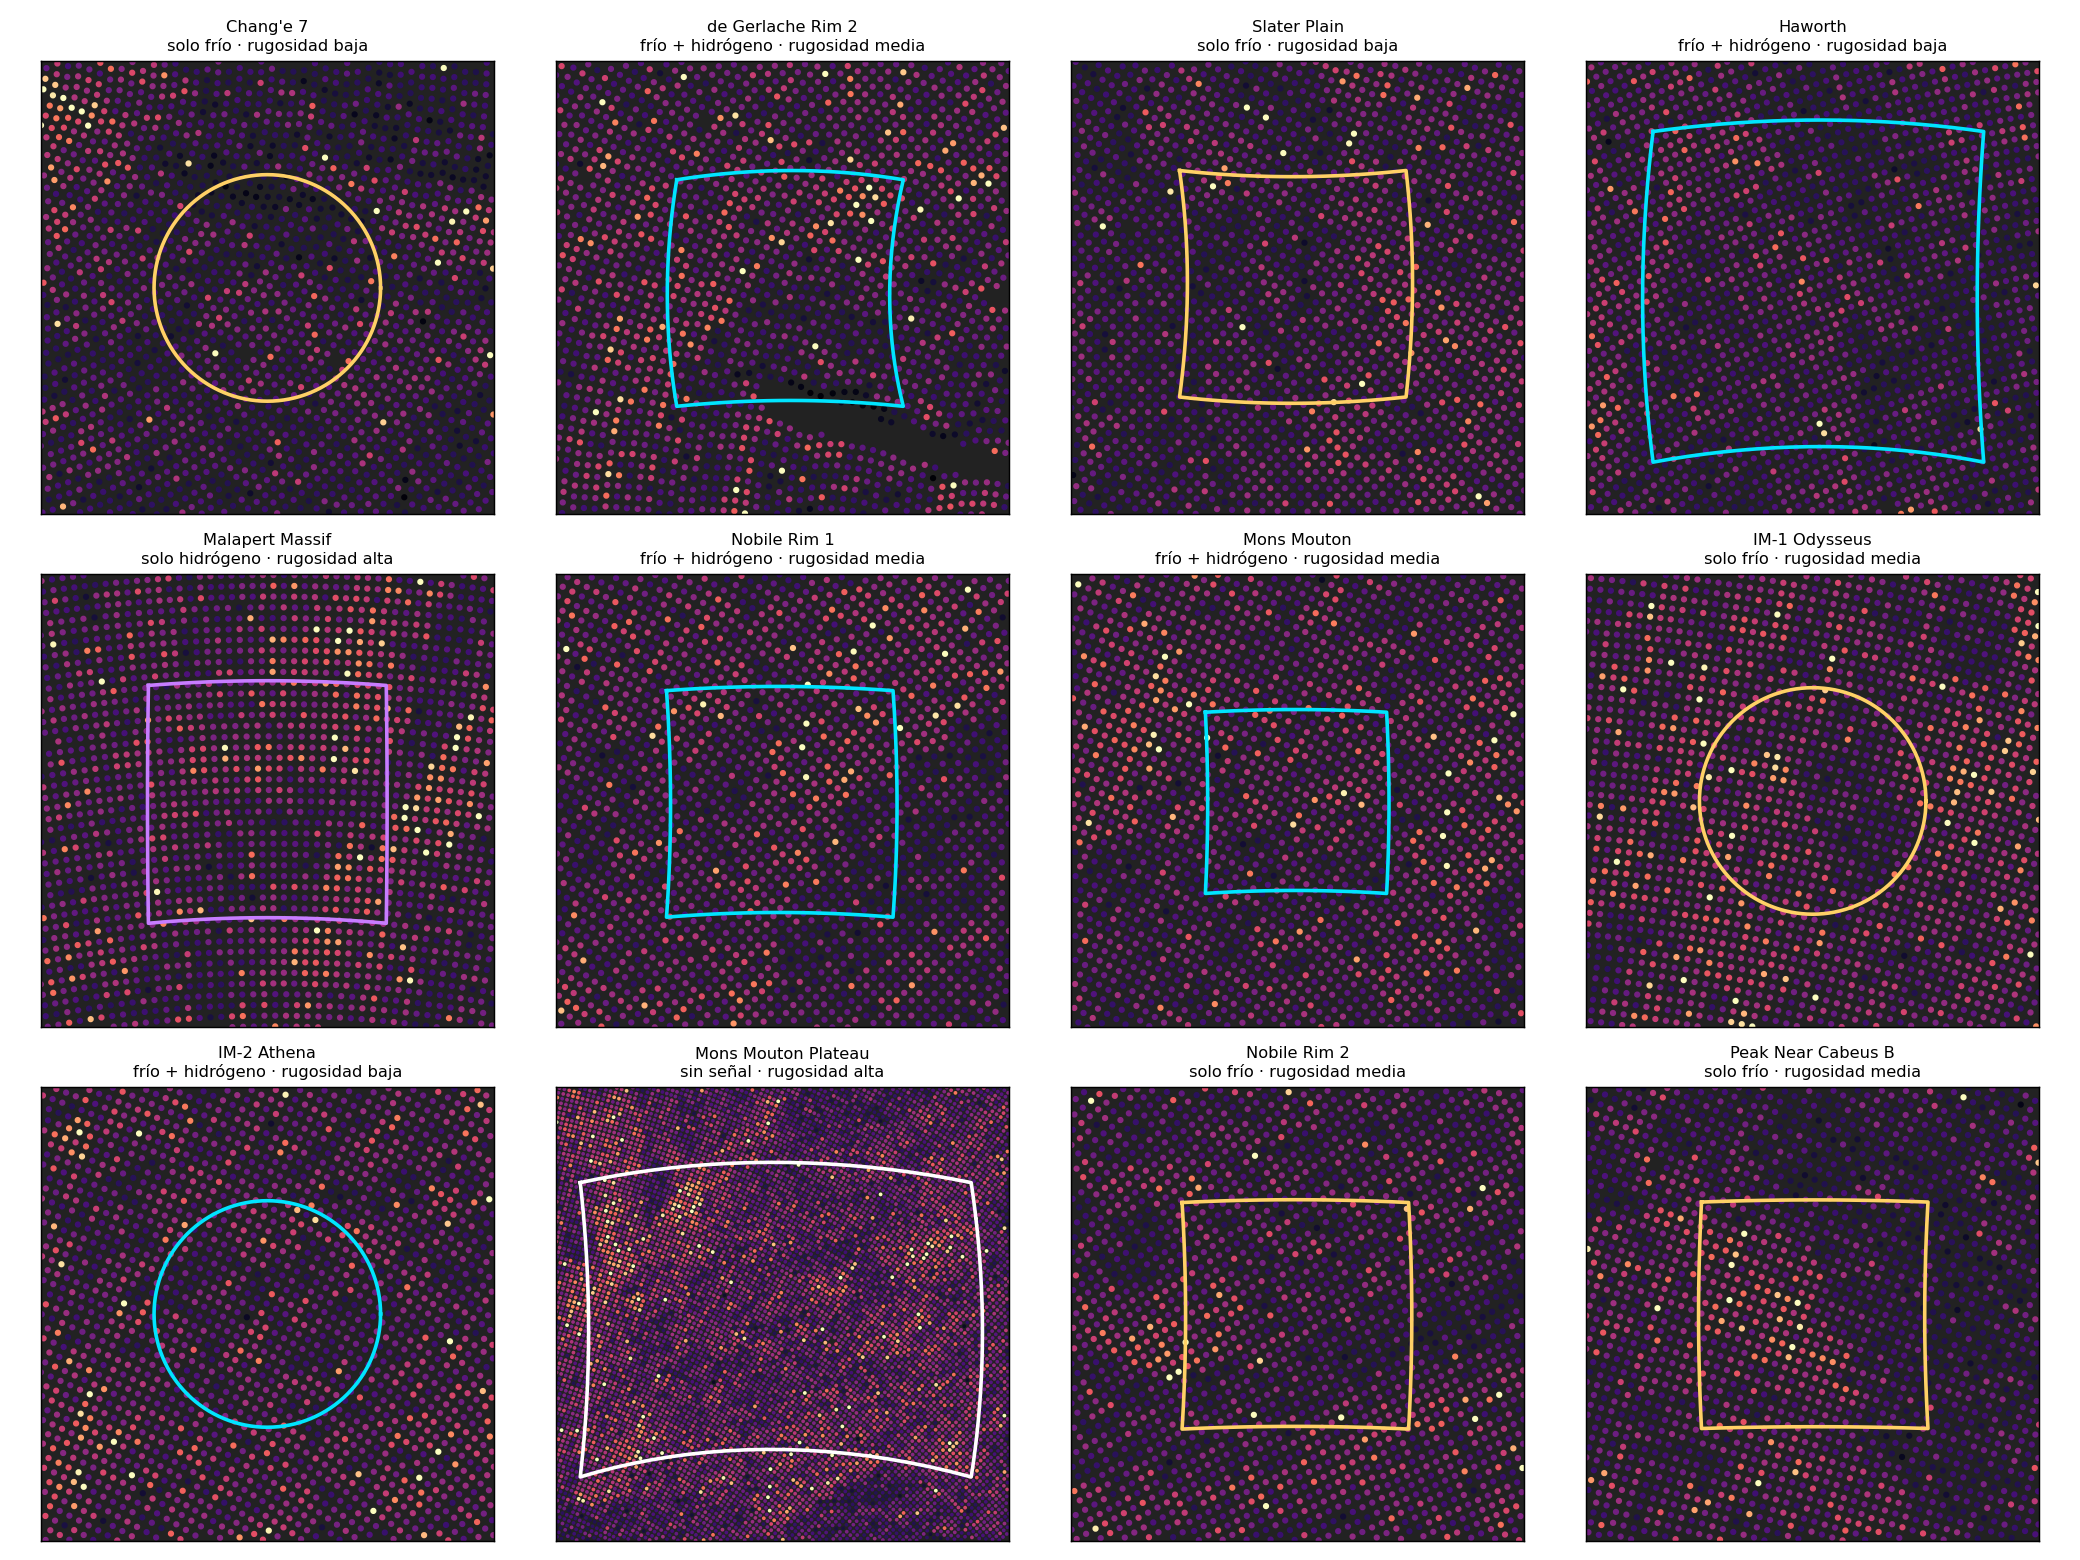 Chang'e 7
solo frío · rugosidad baja
de Gerlache Rim 2
frío + hidrógeno · rugosidad media
Slater Plain
solo frío · rugosidad baja
Haworth
frío + hidrógeno · rugosidad baja
Malapert Massif
solo hidrógeno · rugosidad alta
Nobile Rim 1
frío + hidrógeno · rugosidad media
Mons Mouton
frío + hidrógeno · rugosidad media
IM-1 Odysseus
solo frío · rugosidad media
IM-2 Athena
frío + hidrógeno · rugosidad baja
Mons Mouton Plateau
sin señal · rugosidad alta
Nobile Rim 2
solo frío · rugosidad media
Peak Near Cabeus B
solo frío · rugosidad media